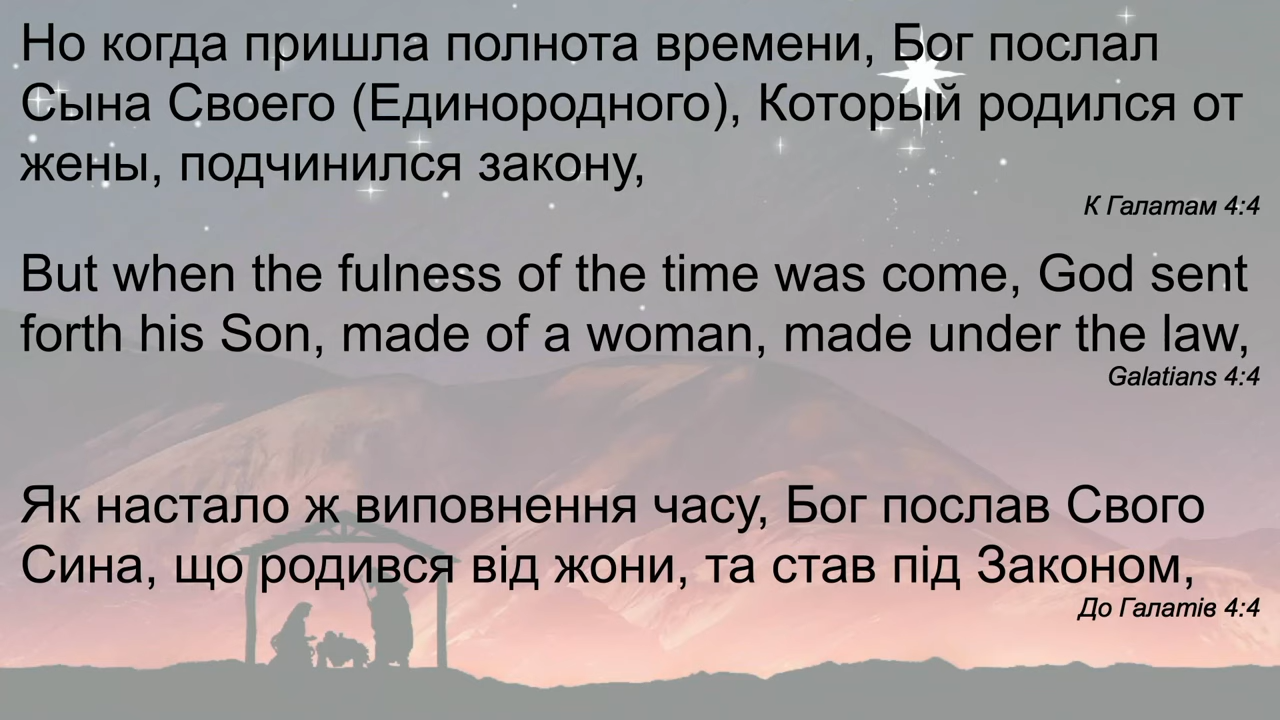 Но когда пришла полнота времени, Бог послал
Сына Своего (Единородного), Который родился от
жены, подчинился закону,
К Галатам 4:4
But when the fulness of the time was come, God sent
forth his Son, made of a woman, made under the law,
Galatians 4:4
Як настало ж виповнення часу, Бог послав Свого
Сина, що родився від жони, та став під Законом,
До Галатів 4:4